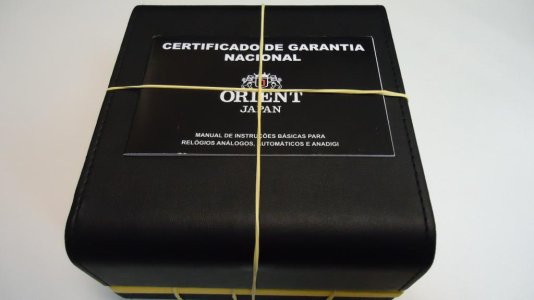 CERTIFICADO DE GARANTIA
NACIONAL
ORIENT
JAPAN
MANUAL DE INSTRUÇÕES BÁSICAS PARA
RELÓGIOS ANÁLOGOS, AUTOMÁTICOS E ANADIGI